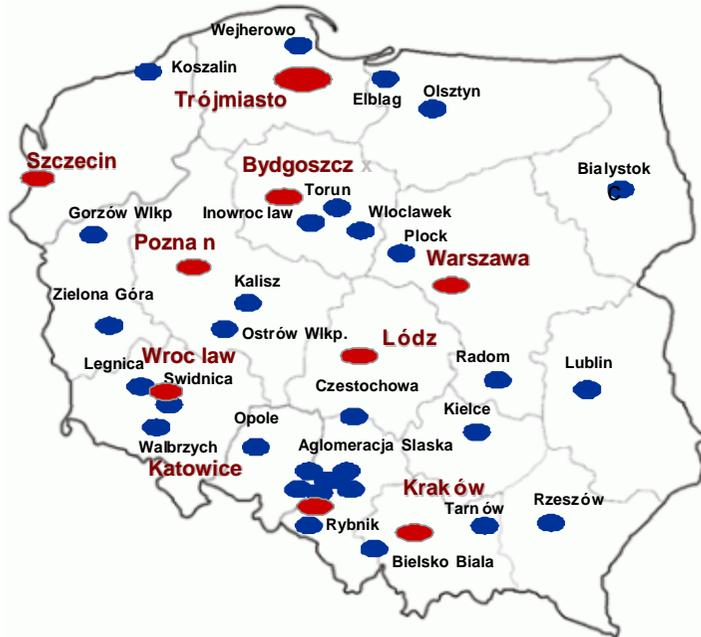 Wejherowo
Koszalin
Trójmiasto
Elblag
Olsztyn
Szczecin
Bydgoszcz x
Bialystok
C
Torun
Gorzów Wlkp
Inowroc law
Wloclawek
Pozna n
Plock
Warszawa
Kalisz
Zielona Góra
Ostrów Wlkp.
Lódz
Wroc law
Legnica
Swidnica
Radom
Lublin
Czestochowa
Opole
Kielce
Walbrzych
Aglomeracja Slaska
Katowice
Krak ów
Tarn ów
Rzeszów
Rybnik
Bielsko Biala